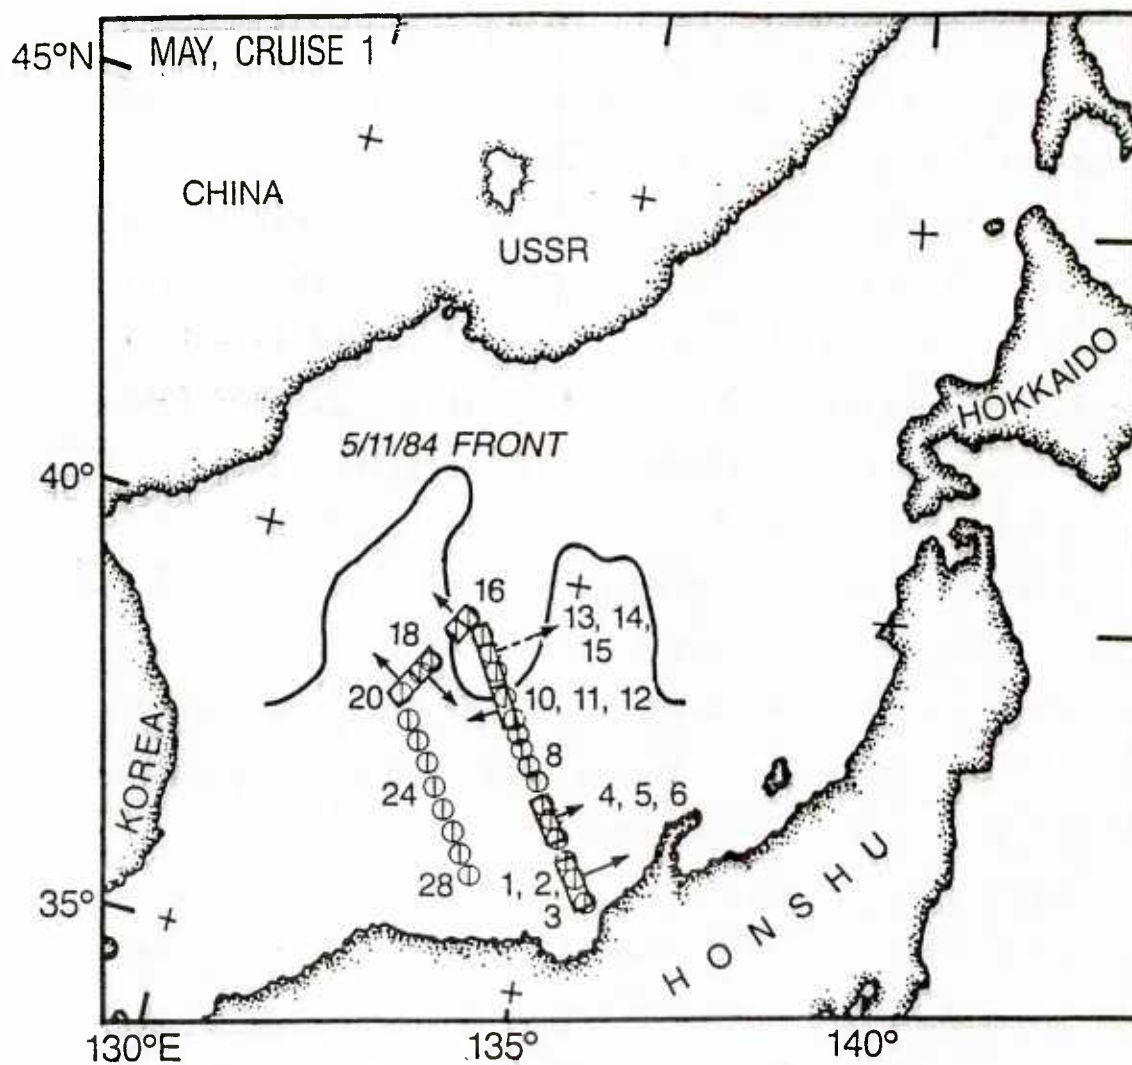 45°N
MAY, CRUISE 1
CHINA
USSR
HOKKAIDO
5/11/84 FRONT
40°
16
13, 14,
15
18
20
10, 11, 12
8
4, 5, 6
24
KOREA
28
1, 2,
3
35°
HONSHU
130°E
135°
140°